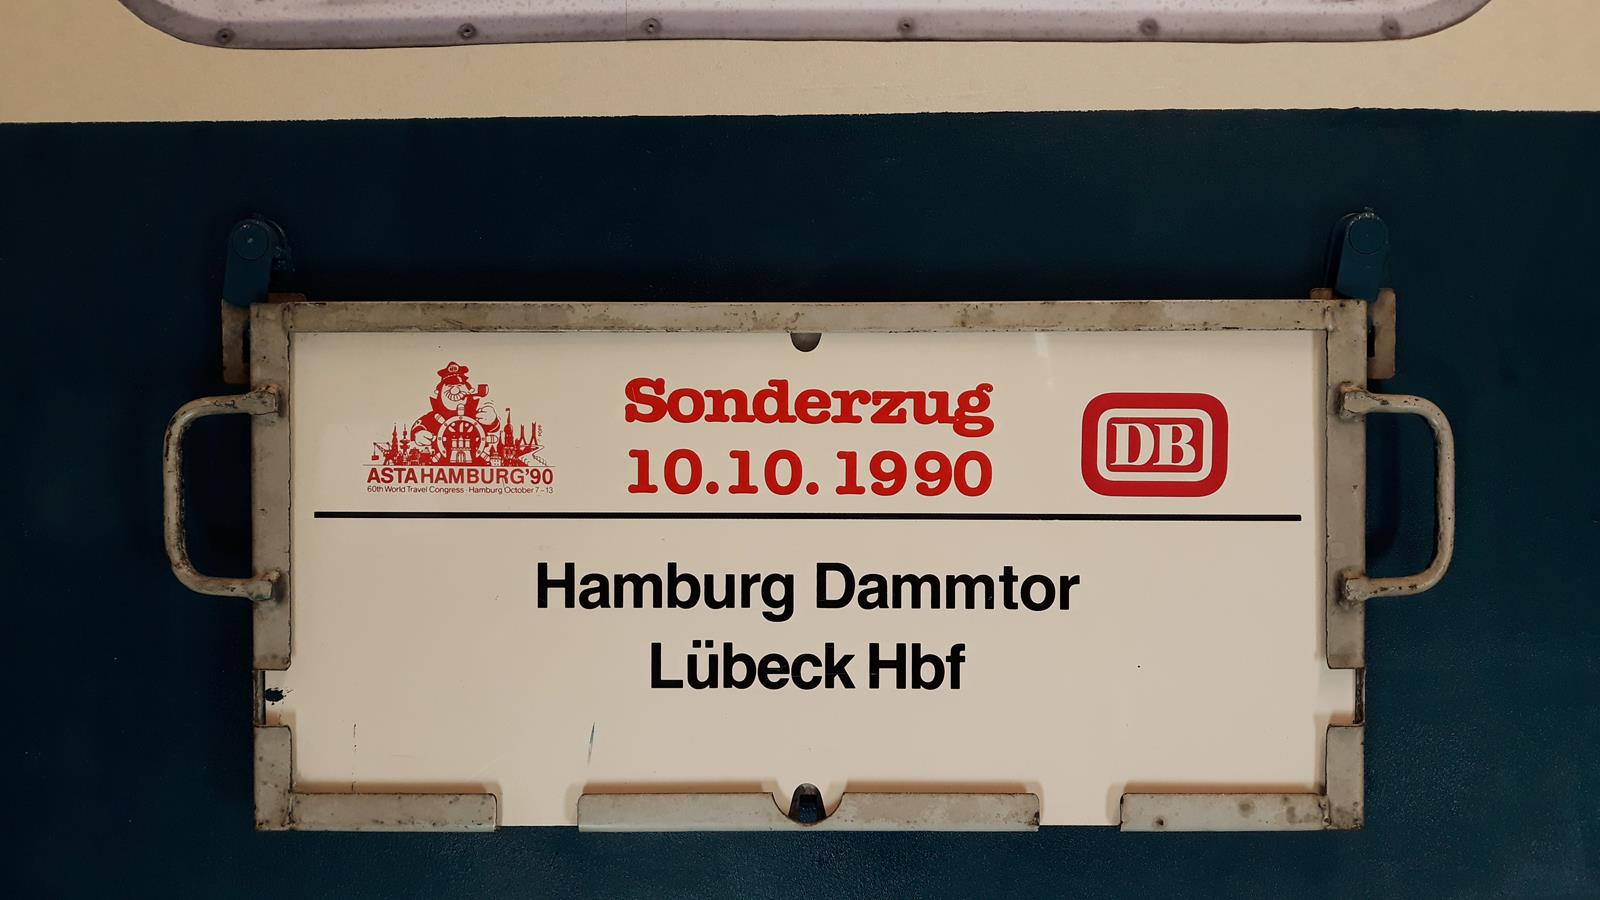 ASTA HAMBURG'90
60th World Travel Congress · Hamburg October 7-13
Sonderzug
10.10.1990
DB
Hamburg Dammtor
Lübeck Hbf